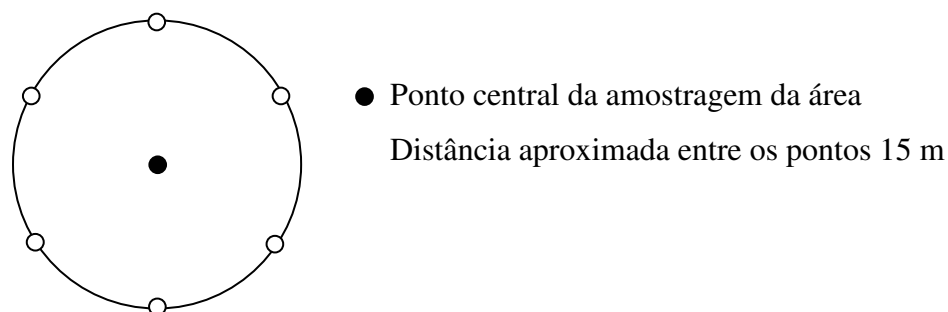 Ponto central da amostragem da área
Distância aproximada entre os pontos 15 m